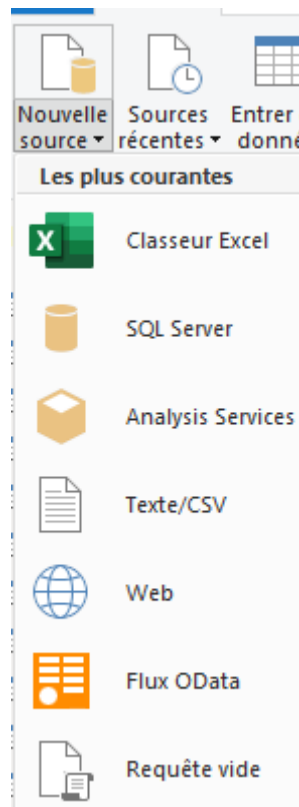 Nouvelle Sources Entrer
source récentes donné
Les plus courantes
Classeur Excel
SQL Server
Analysis Services
Texte/CSV
Web
Flux OData
Requête vide